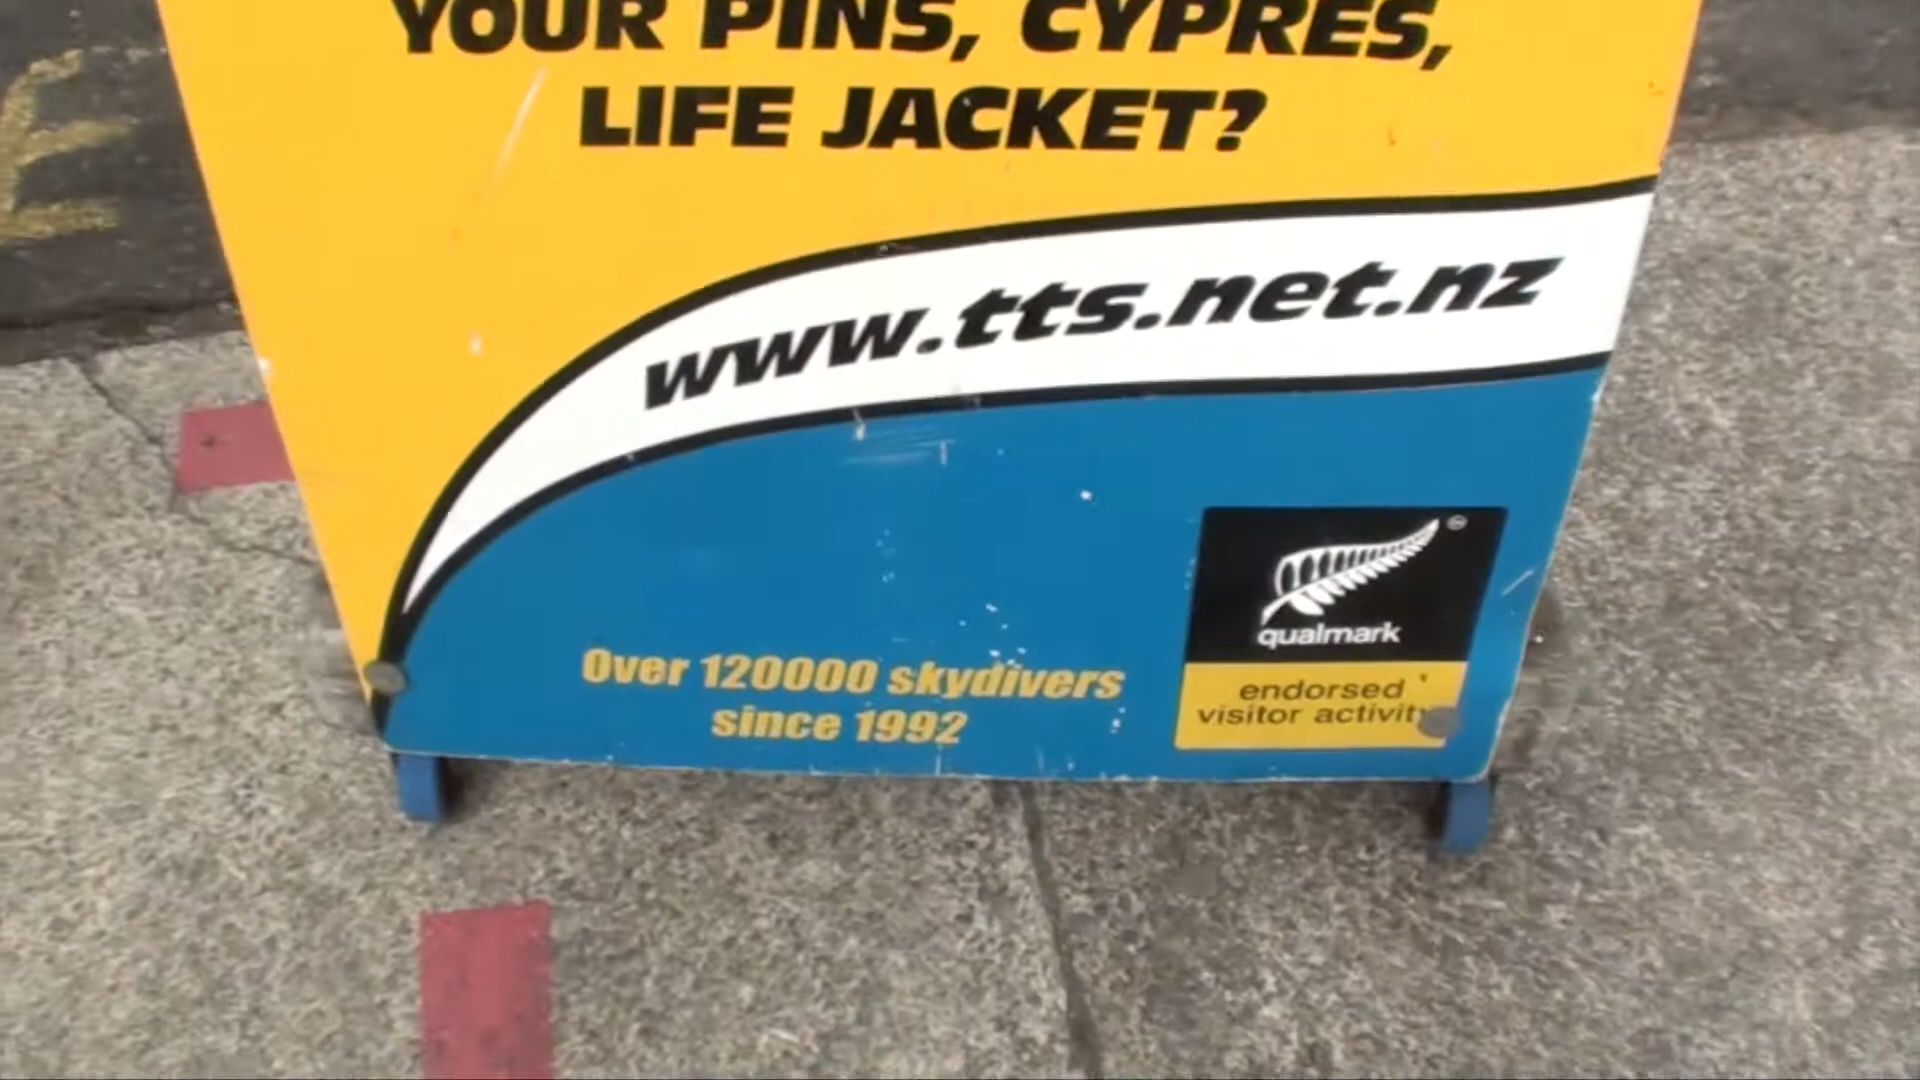 YOUR PINS, CYPRES,
LIFE JACKET?
www.tts.net.nz
qualmark
endorsed
visitor activity
Over 120000 skydivers
since 1992